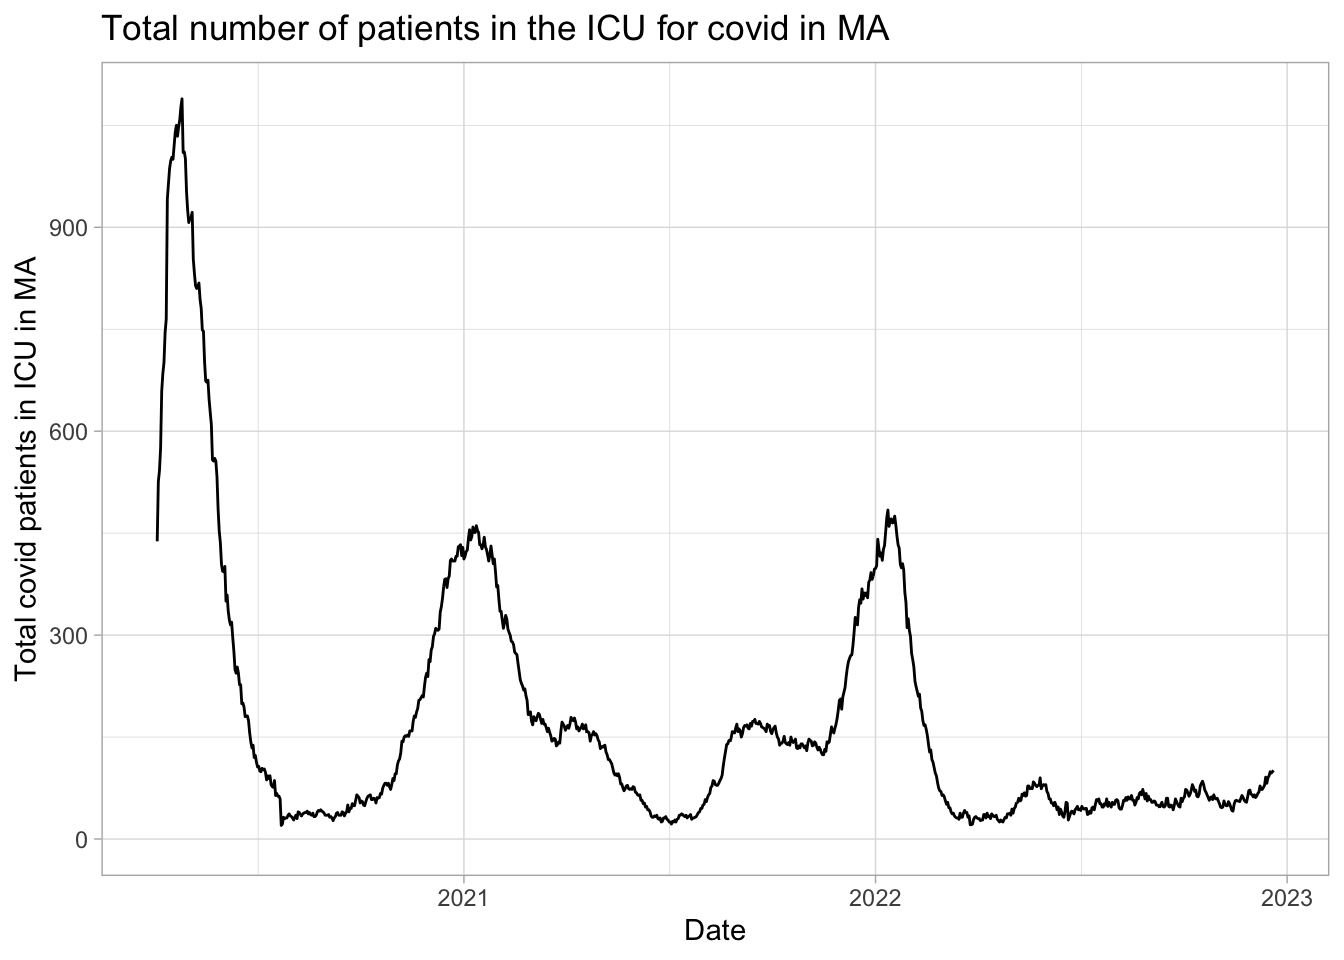 Total number of patients in the ICU for covid in MA
Total covid patients in ICU in MA
900
600
300
0
2021
2022
2023
Date